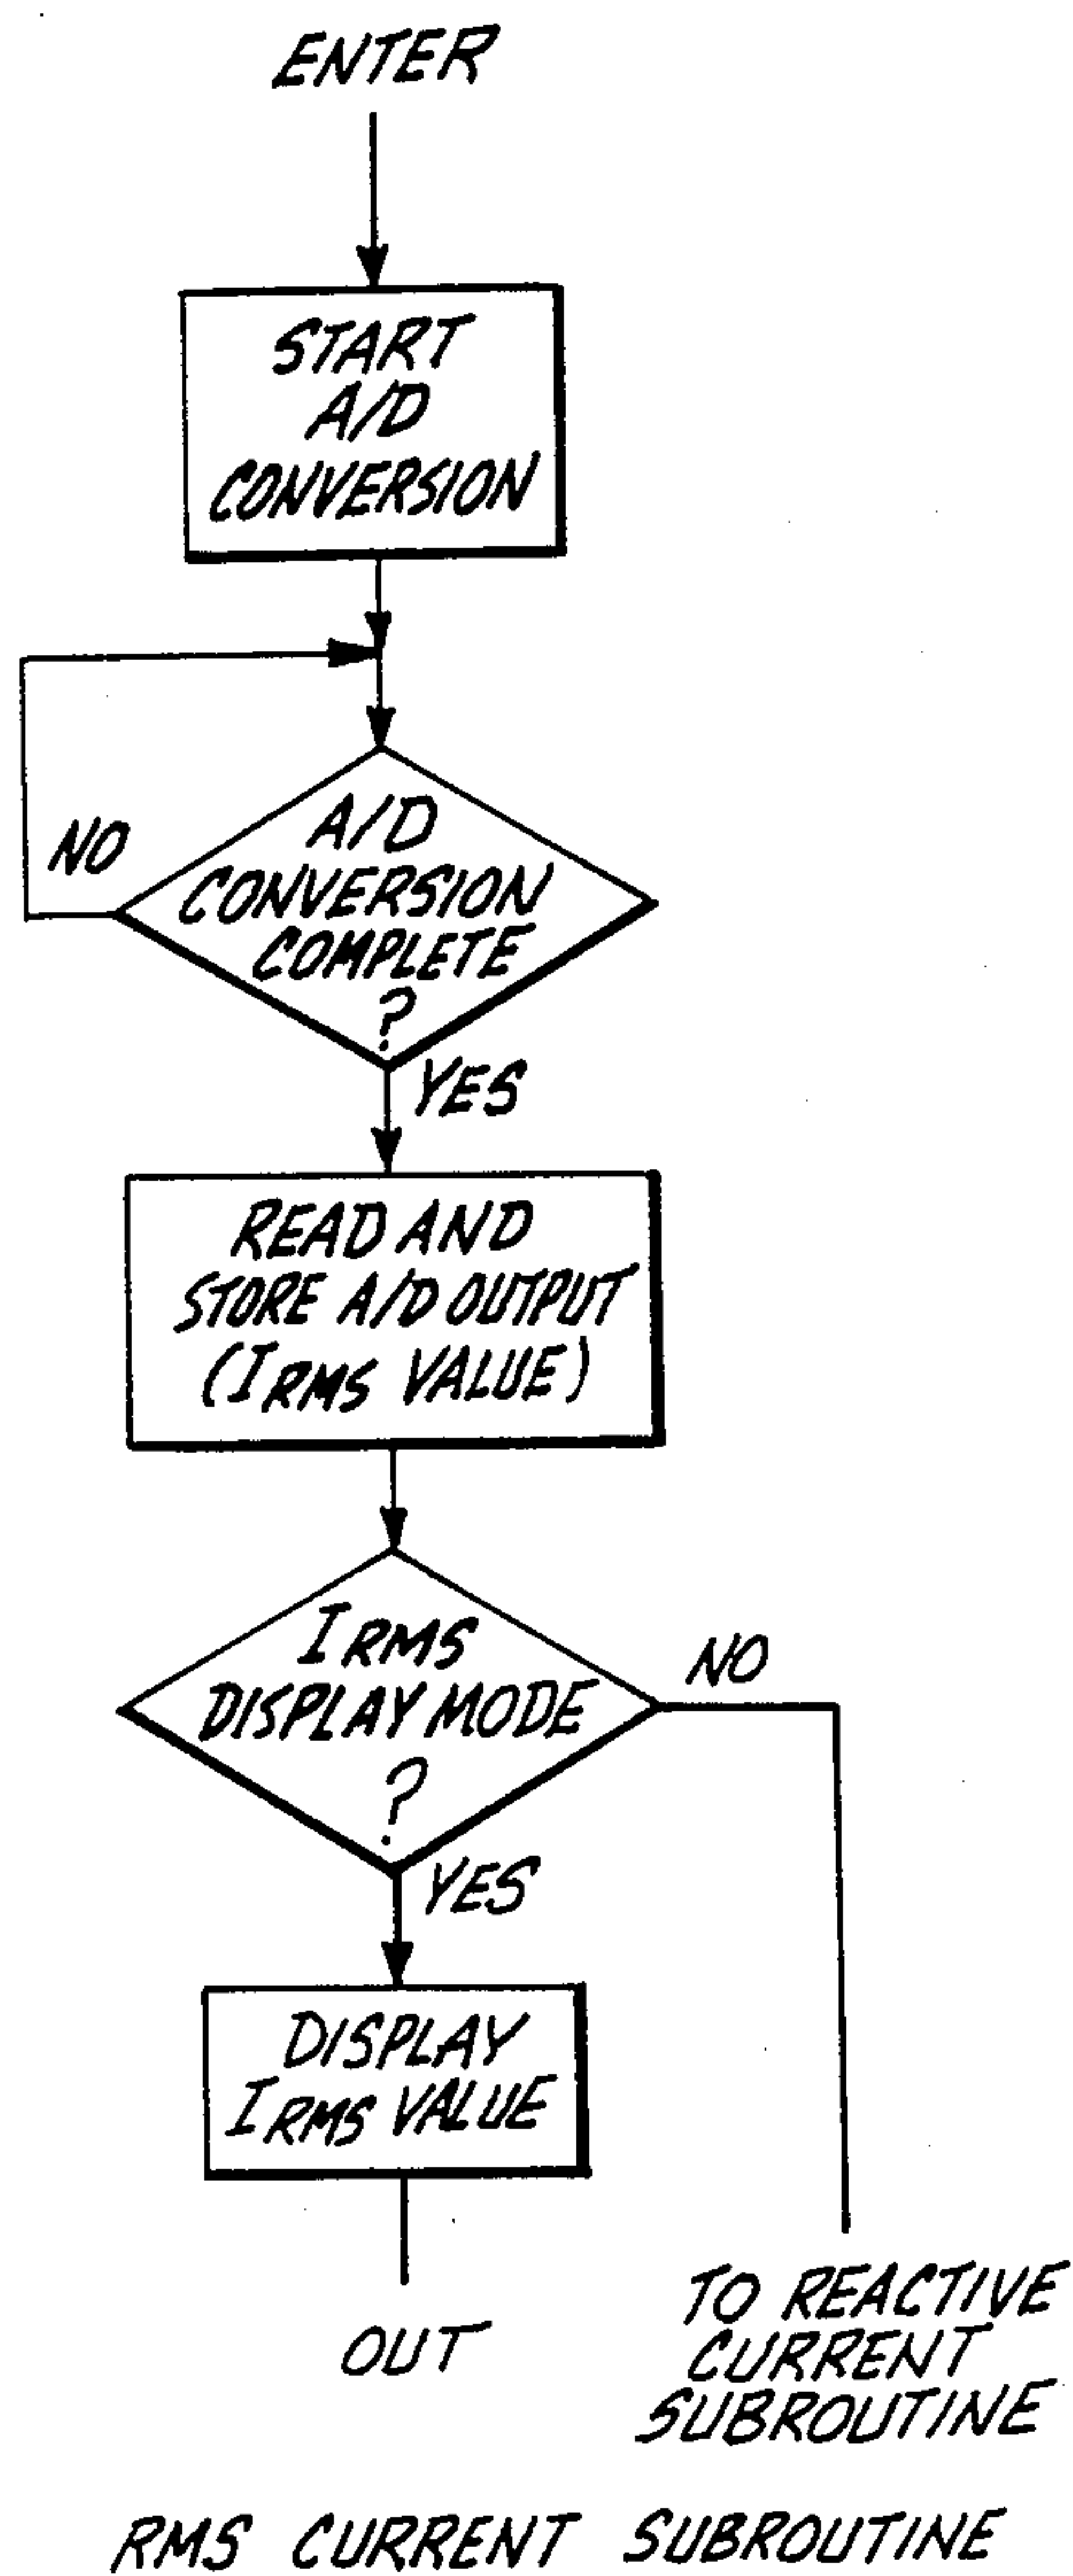 ENTER
START
A/D
CONVERSION
NO
A/D
CONVERSION
COMPLETE
?
YES
READ AND
STORE A/D OUTPUT
(IRMS VALUE)
IRMS
DISPLAY MODE
?
NO
YES
DISPLAY
IRMS VALUE
OUT
TO REACTIVE
CURRENT
SUBROUTINE
RMS CURRENT SUBROUTINE